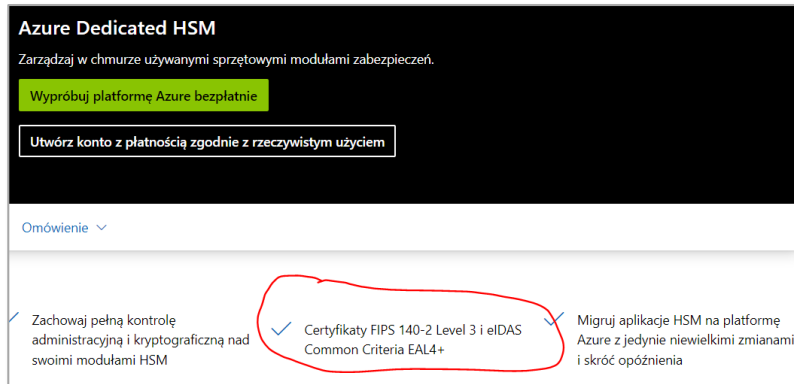 Azure Dedicated HSM
Zarządzaj w chmurze używanymi sprzętowymi modułami zabezpieczeń.
Wypróbuj platformę Azure bezpłatnie
Utwórz konto z płatnością zgodnie z rzeczywistym użyciem
Omówienie
Zachowaj pełną kontrolę
administracyjną i kryptograficzną nad
swoimi modułami HSM
Certyfikaty FIPS 140-2 Level 3 i eIDAS
Common Criteria EAL4+
Migruj aplikacje HSM na platformę
Azure z jedynie niewielkimi zmianami
i skróć opóźnienia